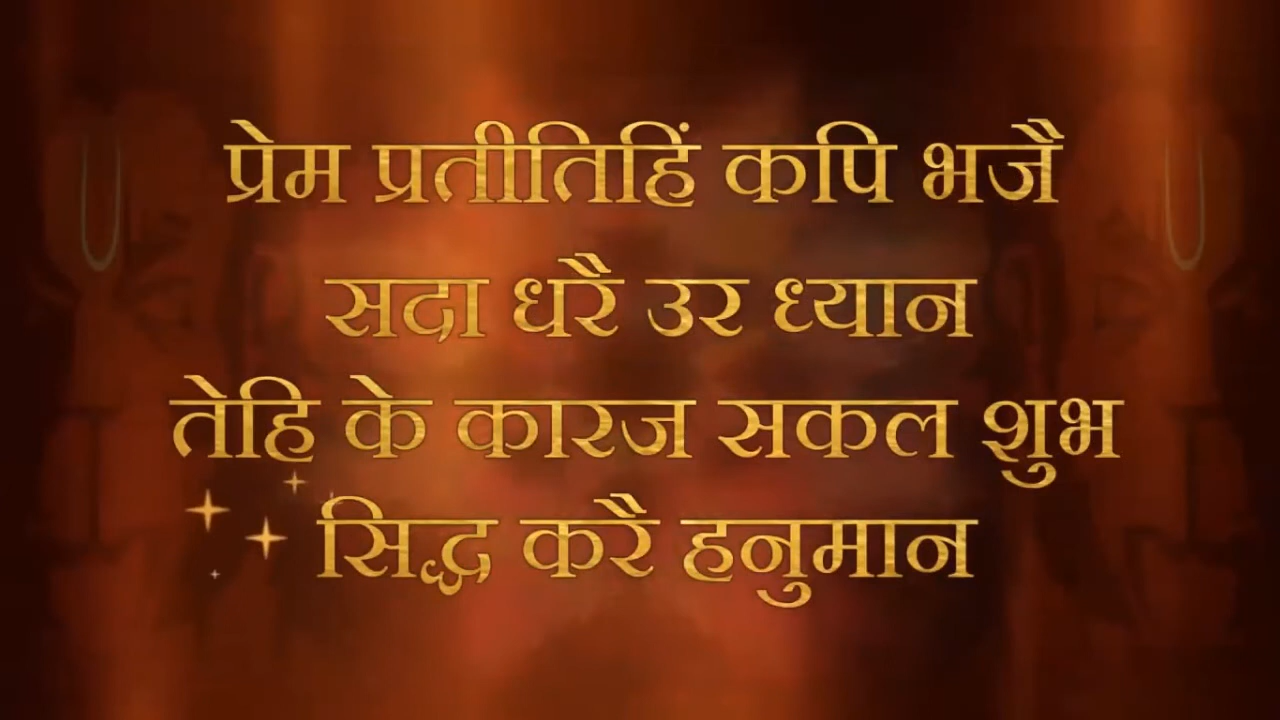 प्रेम प्रतीतिहिं कपि भजै
सदा धरै उर ध्यान
तेहि के कारज सकल शुभ
सिद्ध करै हनुमान